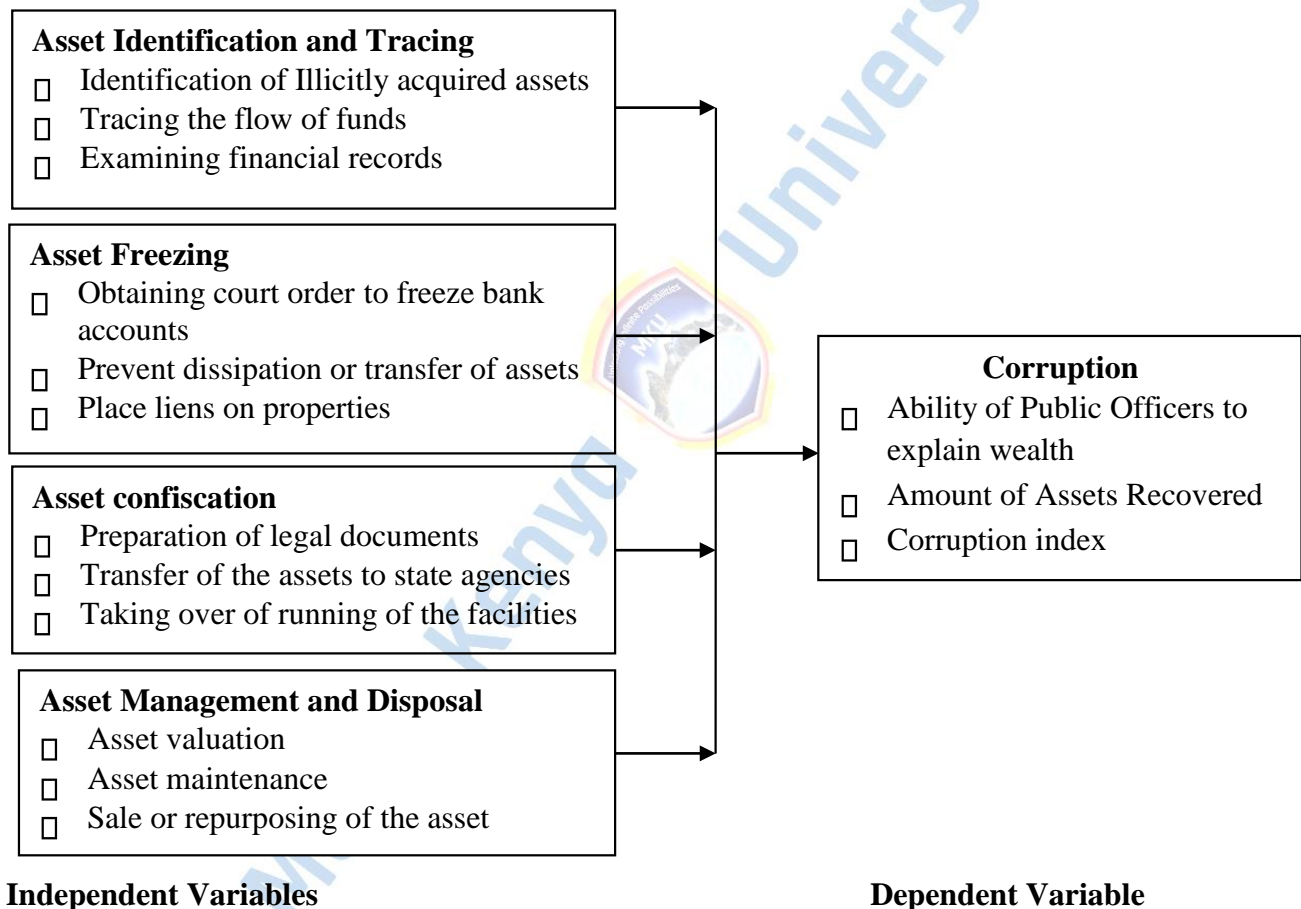 Asset Identification and Tracing
Identification of Illicitly acquired assets
Tracing the flow of funds
Examining financial records
Asset Freezing
Obtaining court order to freeze bank
accounts
Prevent dissipation or transfer of assets
Place liens on properties
Asset confiscation
Preparation of legal documents
Transfer of the assets to state agencies
Taking over of running of the facilities
Asset Management and Disposal
Asset valuation
Asset maintenance
Sale or repurposing of the asset
Corruption
Ability of Public Officers to
explain wealth
Amount of Assets Recovered
Corruption index
Independent Variables
Dependent Variable
Kenya
Univers
MKU